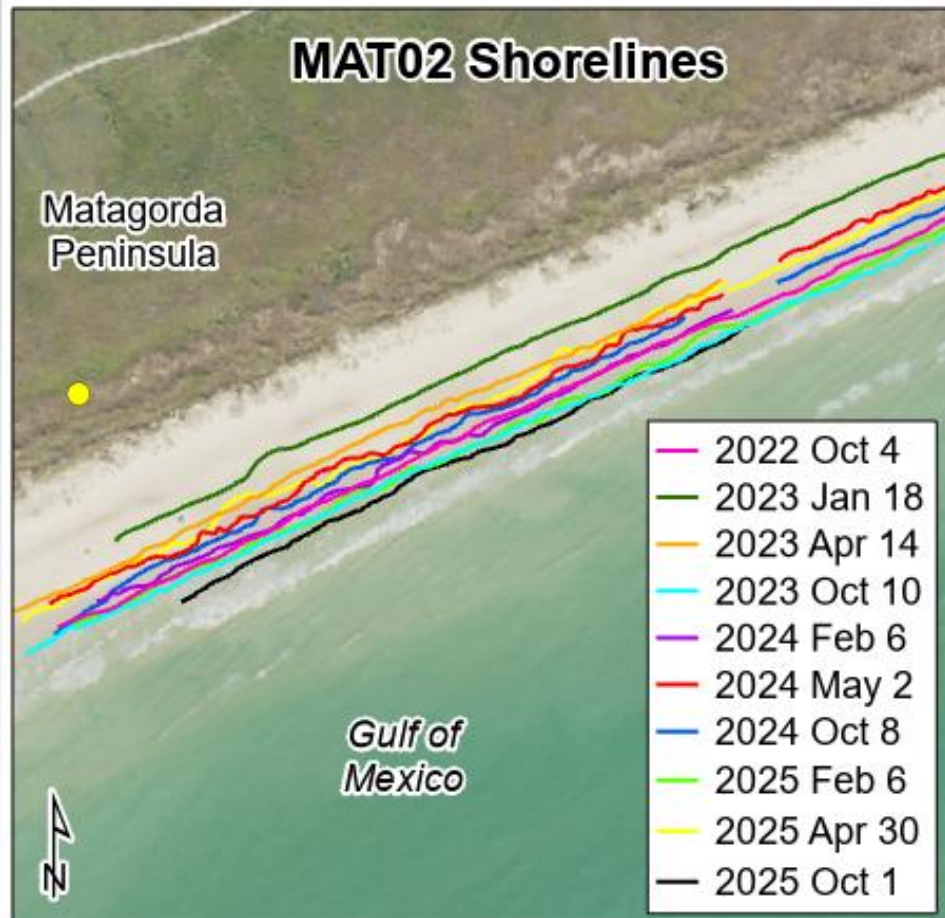 MAT02 Shorelines
Matagorda
Peninsula
2022 Oct 4
2023 Jan 18
2023 Apr 14
2023 Oct 10
2024 Feb 6
2024 May 2
2024 Oct 8
2025 Feb 6
2025 Apr 30
2025 Oct 1
Gulf of
Mexico
N